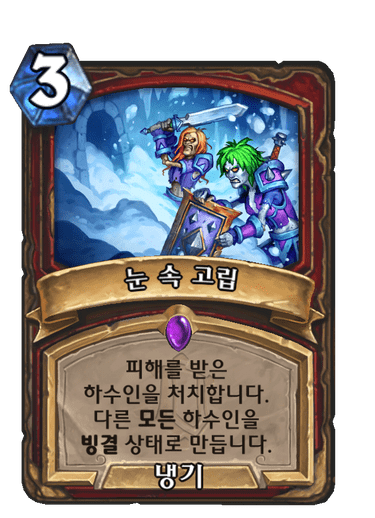 3
눈 속 고립
피해를 받은
하수인을 처치합니다.
다른 모든 하수인을
빙결 상태로 만듭니다.
냉기